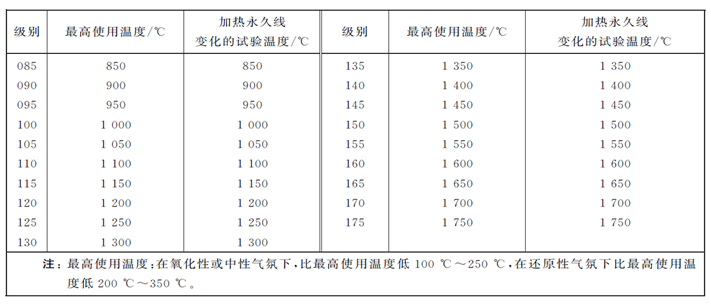 级别 最高使用温度/℃ 加热永久线变化的试验温度/℃ 级别 最高使用温度/℃ 加热永久线变化的试验温度/℃
085 850 850 135 1 350 1 350
090 900 900 140 1 400 1 400
095 950 950 145 1 450 1 450
100 1 000 1 000 150 1 500 1 500
105 1 050 1 050 155 1 550 1 550
110 1 100 1 100 160 1 600 1 600
115 1 150 1 150 165 1 650 1 650
120 1 200 1 200 170 1 700 1 700
125 1 250 1 250 175 1 750 1 750
130 1 300 1 300
注：最高使用温度：在氧化性或中性气氛下，比最高使用温度低 100 ℃～250 ℃，在还原性气氛下比最高使用温
度低 200 ℃～350 ℃。